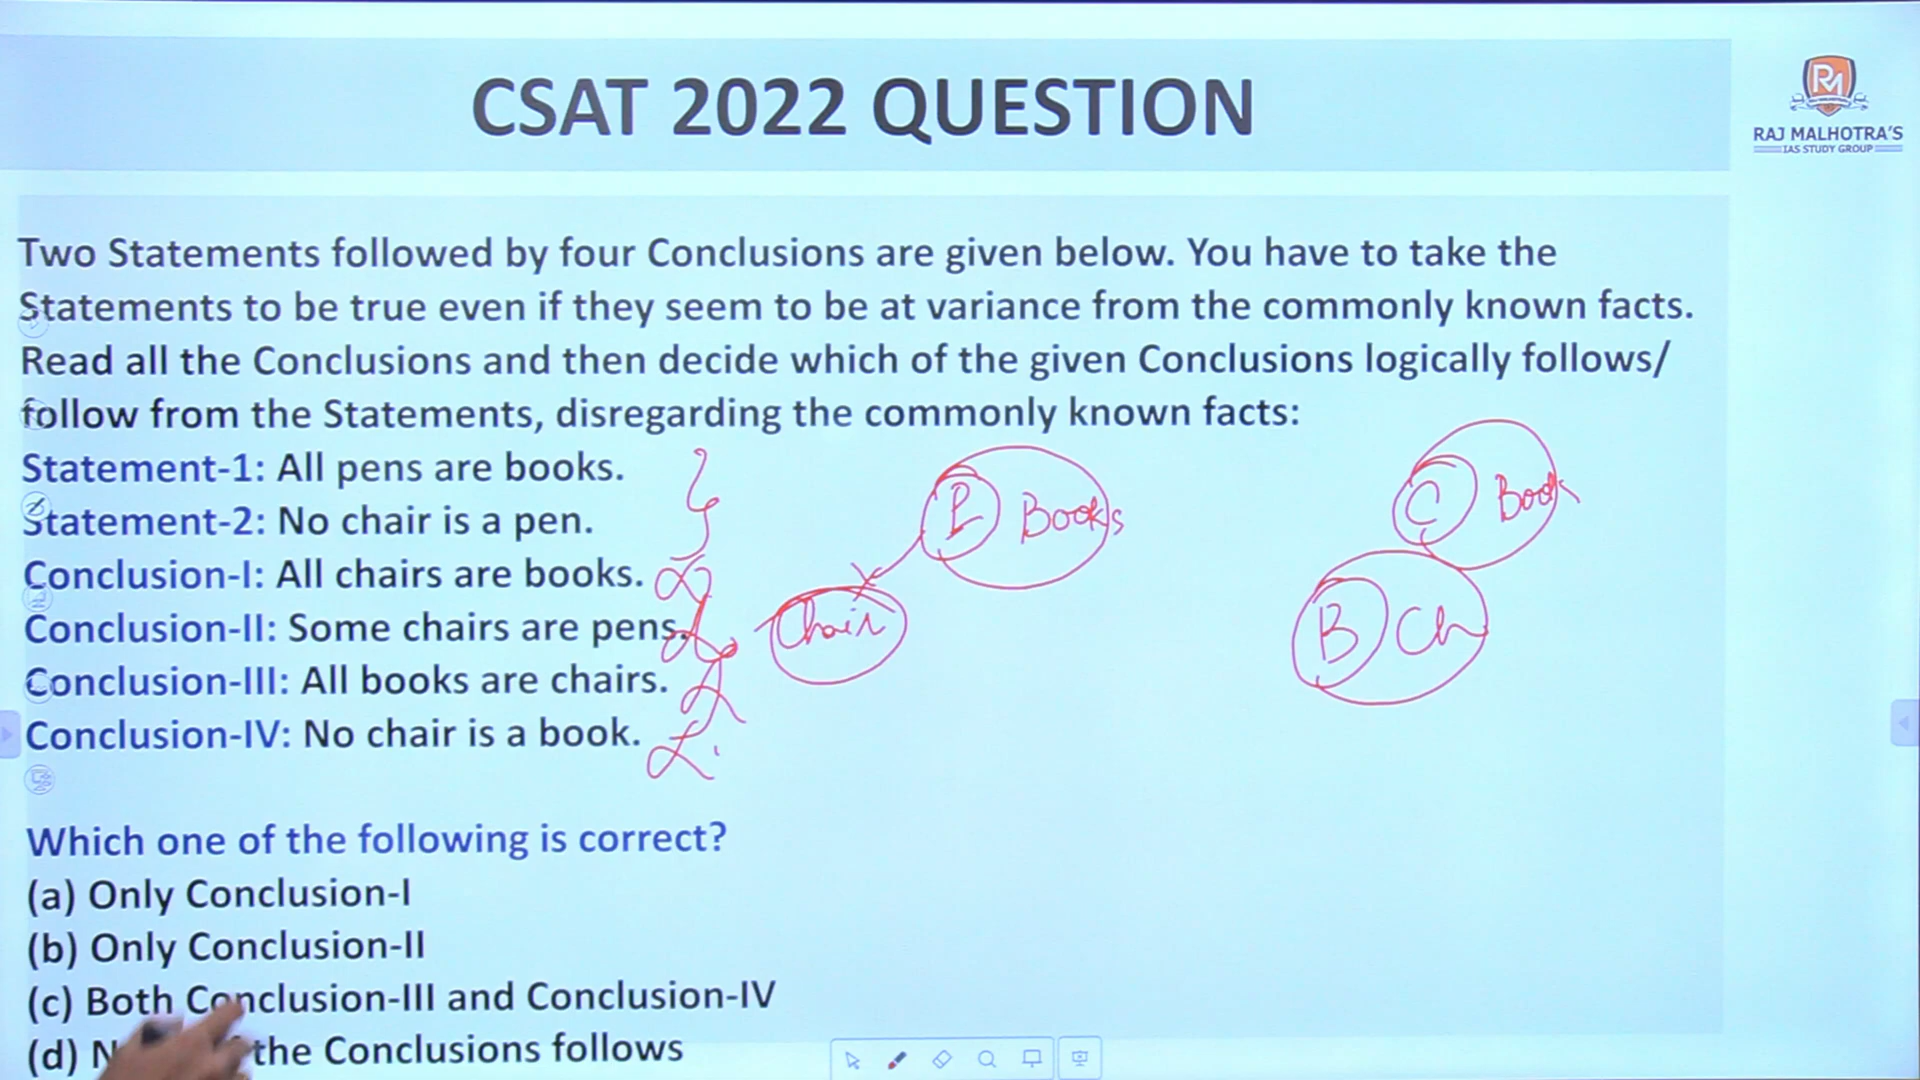 CSAT 2022 QUESTION
RAJ MALHOTRA'S
IAS STUDY GROUP
Two Statements followed by four Conclusions are given below. You have to take the
Statements to be true even if they seem to be at variance from the commonly known facts.
Read all the Conclusions and then decide which of the given Conclusions logically follows/
follow from the Statements, disregarding the commonly known facts:
Statement-1: All pens are books.
Statement-2: No chair is a pen.
Conclusion-I: All chairs are books.
Conclusion-II: Some chairs are pens.
Conclusion-III: All books are chairs.
Conclusion-IV: No chair is a book.
P Books
Chair
C Book
B Ch
Which one of the following is correct?
(a) Only Conclusion-I
(b) Only Conclusion-II
(c) Both Conclusion-III and Conclusion-IV
(d) the Conclusions follows